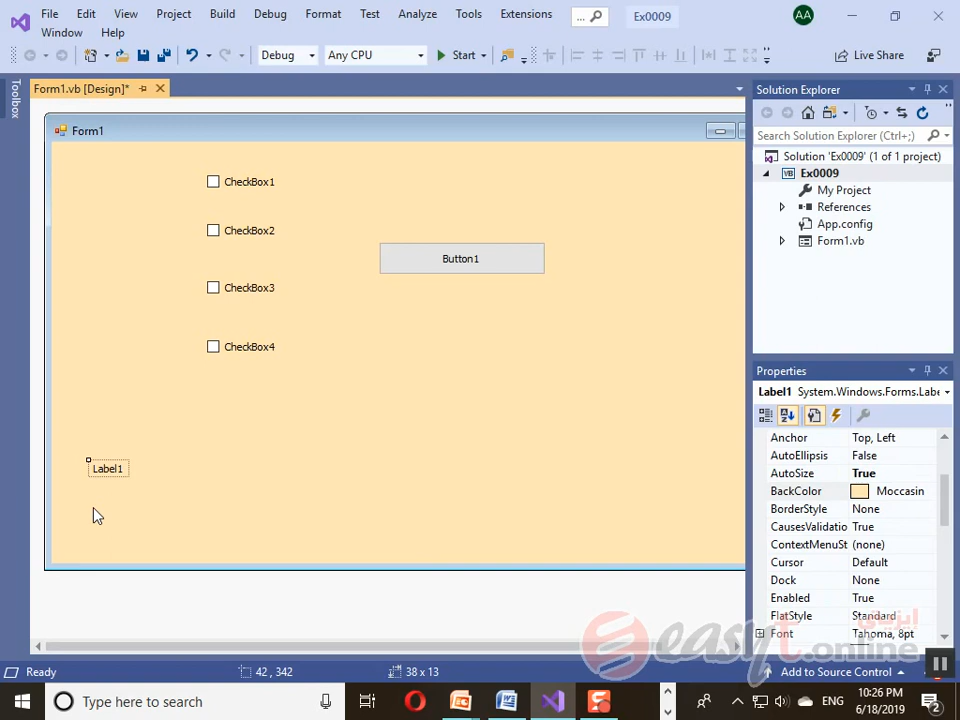 File Edit View Project Build Debug Format Test Analyze Tools Extensions ... Ex0009 AA
Window Help
Debug Any CPU Start Live Share
Toolbox
Form1.vb [Design]*
Form1
CheckBox1
CheckBox2
Button1
CheckBox3
CheckBox4
Label1
Solution Explorer
Search Solution Explorer (Ctrl+;)
Solution 'Ex0009' (1 of 1 project)
VB Ex0009
My Project
References
App.config
Form1.vb
Properties
Label1 System.Windows.Forms.Labe
Anchor Top, Left
AutoEllipsis False
AutoSize True
BackColor Moccasin
BorderStyle None
CausesValidatio True
ContextMenuSt (none)
Cursor Default
Dock None
Enabled True
FlatStyle Standard
Font Tahoma, 8pt
ايزيتى
easyt.online
Ready 42 , 342 38 x 13 Add to Source Control
Type here to search ENG 10:26 PM
6/18/2019 2